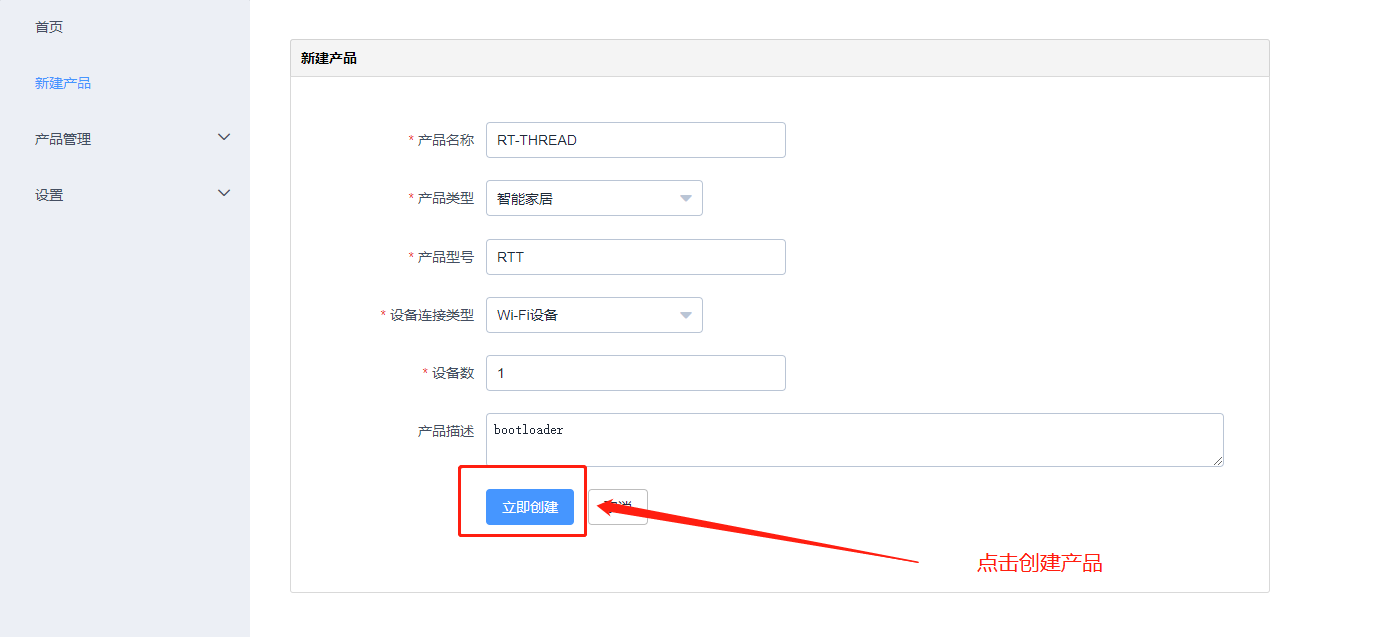 首页
新建产品
产品管理
设置
新建产品
* 产品名称 RT-THREAD
* 产品类型 智能家居
* 产品型号 RTT
* 设备连接类型 Wi-Fi设备
* 设备数 1
产品描述 bootloader
立即创建
点击创建产品